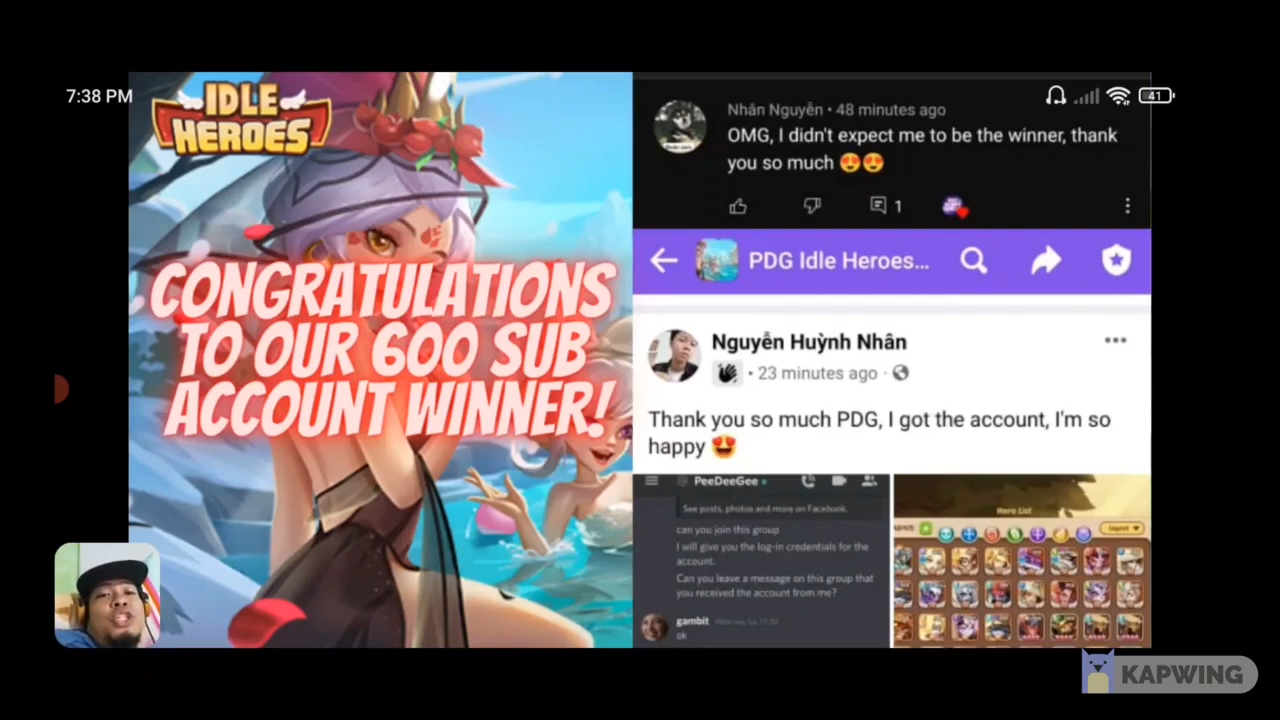 7:38 PM
41
IDLE
HEROES
CONGRATULATIONS
TO OUR 600 SUB
ACCOUNT WINNER!
Nhân Nguyễn • 48 minutes ago
OMG, I didn't expect me to be the winner, thank
you so much 😍😍
1
PDG Idle Heroes...
Nguyễn Huỳnh Nhân
• 23 minutes ago ·
Thank you so much PDG, I got the account, I'm so
happy 😍
@ PeeDeeGee
See posts, photos and more on Facebook.
can you join this group
I will give you the log-in credentials for the
account.
Can you leave a message on this group that
you received the account from me?
gambit
ok
Hero List
KAPWING